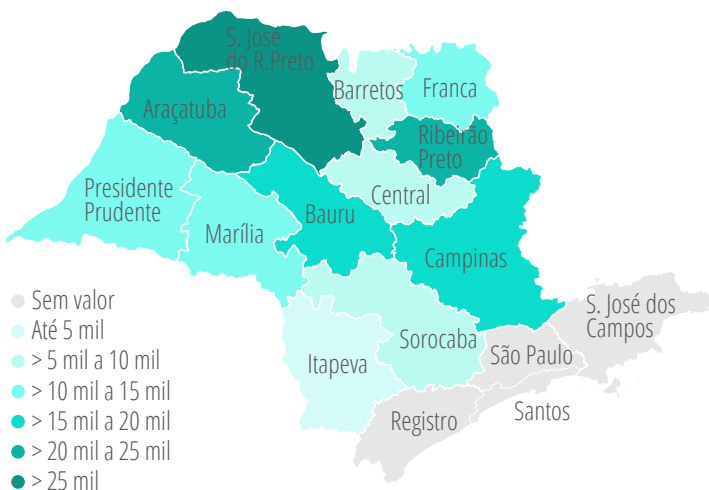 S. José
do R.Preto
Barretos
Franca
Araçatuba
Ribeirão
Preto
Presidente
Prudente
Central
Bauru
Marília
Campinas
Sem valor
Até 5 mil
> 5 mil a 10 mil
> 10 mil a 15 mil
> 15 mil a 20 mil
> 20 mil a 25 mil
> 25 mil
S. José dos
Campos
Sorocaba
São Paulo
Itapeva
Santos
Registro